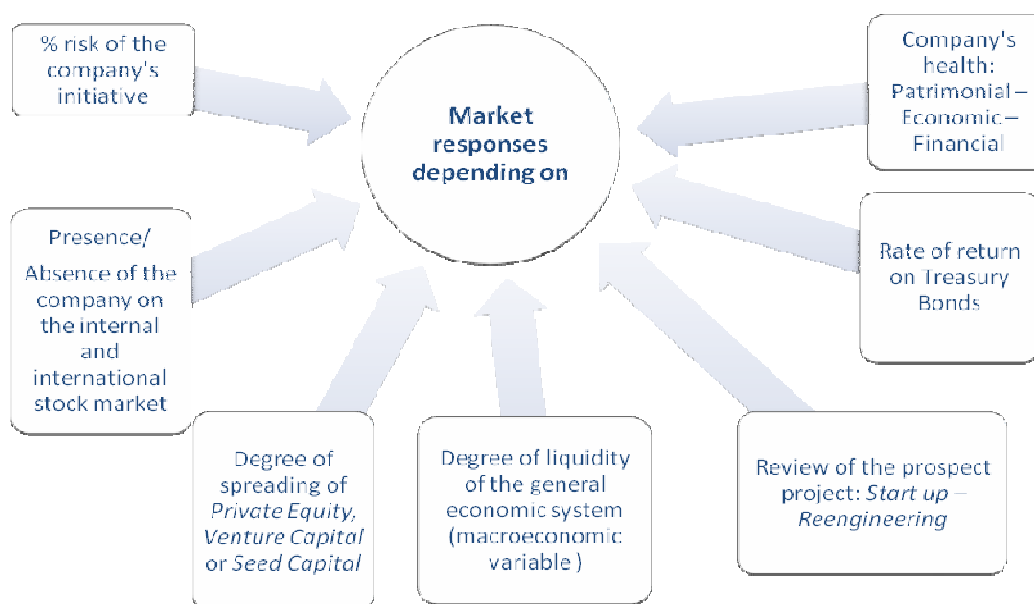 % risk of the
company's
initiative
Market
responses
depending on
Company's
health:
Patrimonial –
Economic –
Financial
Presence/
Absence of the
company on
the internal
and
international
stock market
Rate of return
on Treasury
Bonds
Degree of
spreading of
Private Equity,
Venture Capital
or Seed Capital
Degree of liquidity
of the general
economic system
(macroeconomic
variable )
Review of the prospect
project: Start up –
Reengineering